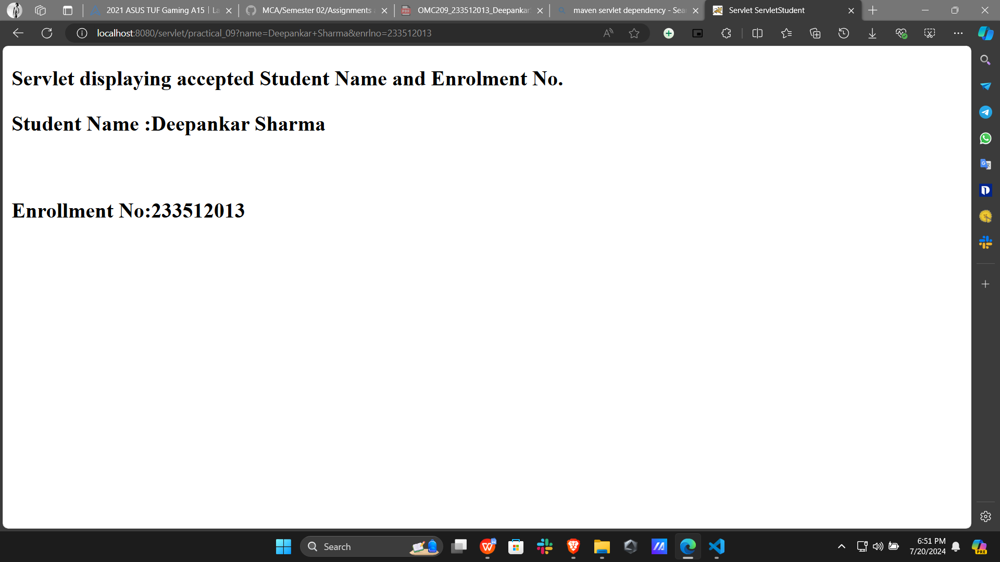 2021 ASUS TUF Gaming A15 | La
MCA/Semester 02/Assignments
OMC209_233512013_Deepankar
maven servlet dependency - Sea
Servlet ServletStudent
localhost:8080/servlet/practical_09?name=Deepankar+Sharma&enrlno=233512013
Servlet displaying accepted Student Name and Enrolment No.
Student Name :Deepankar Sharma
Enrollment No:233512013
Search
6:51 PM
7/20/2024
PRE